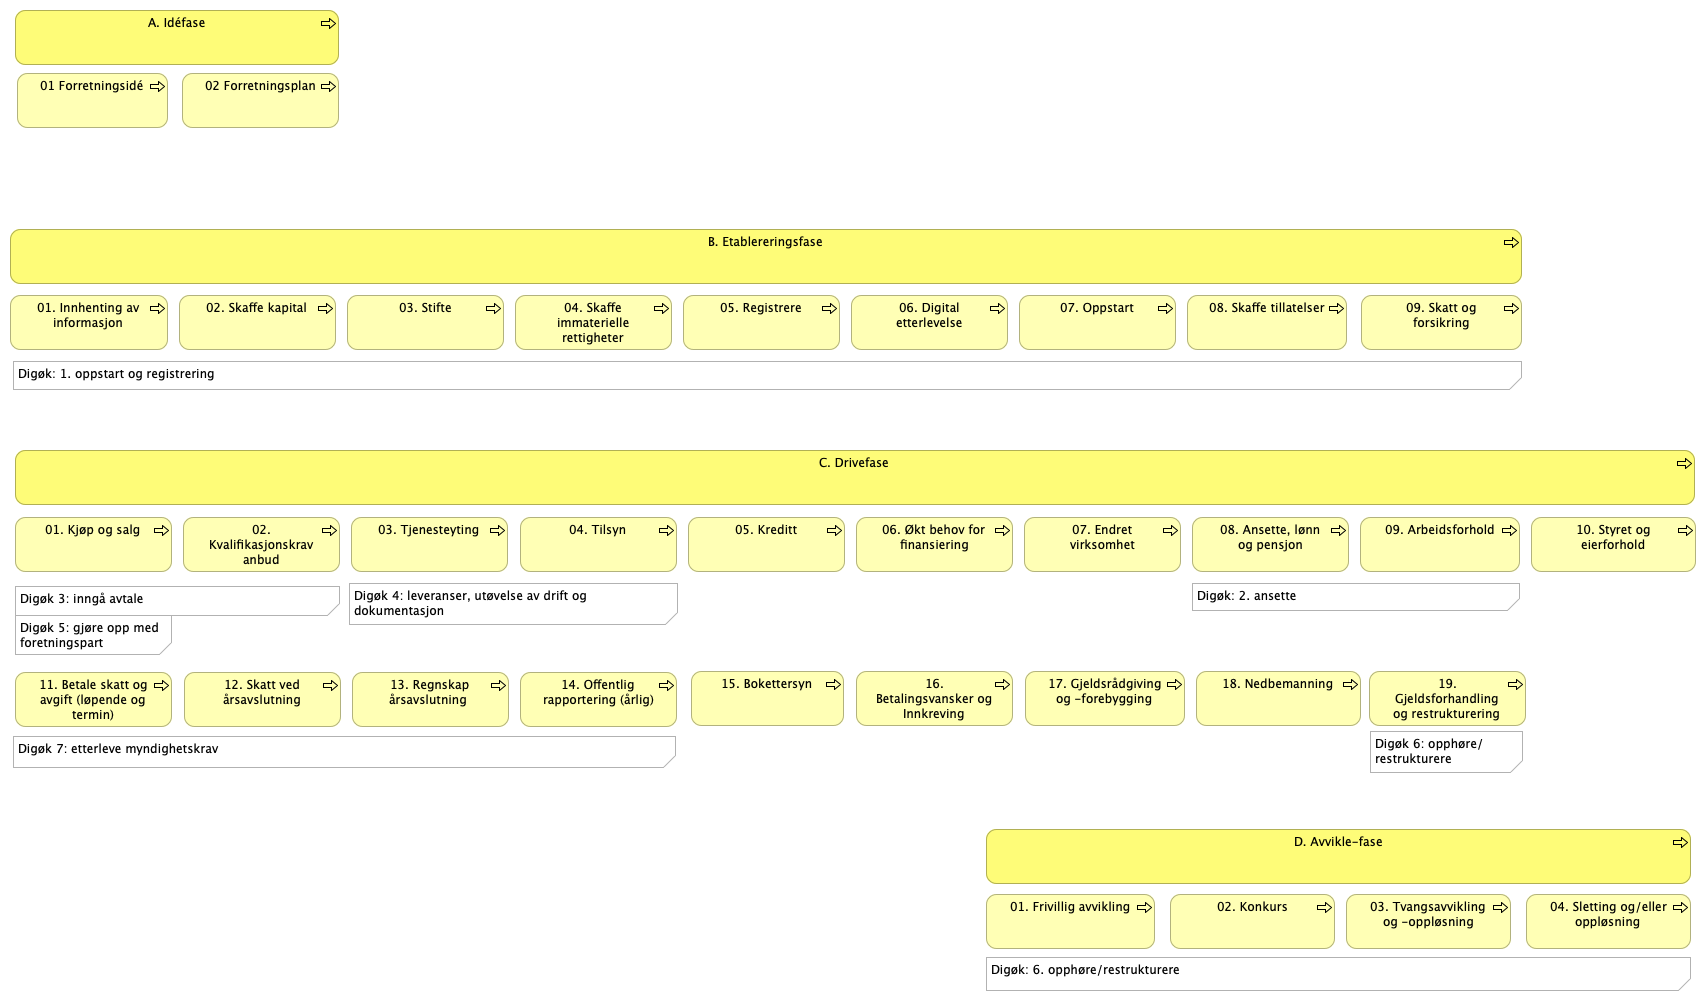 A. Idéfase
01 Forretningsidé
02 Forretningsplan
B. Etablereringsfase
01. Innhenting av
informasjon
02. Skaffe kapital
03. Stifte
04. Skaffe
immaterielle
rettigheter
05. Registrere
06. Digital
etterlevelse
07. Oppstart
08. Skaffe tillatelser
09. Skatt og
forsikring
Digøk: 1. oppstart og registrering
C. Drivefase
01. Kjøp og salg
02.
Kvalifikasjonskrav
anbud
03. Tjenesteyting
04. Tilsyn
05. Kreditt
06. Økt behov for
finansiering
07. Endret
virksomhet
08. Ansette, lønn
og pensjon
09. Arbeidsforhold
10. Styret og
eierforhold
Digøk 3: inngå avtale
Digøk 5: gjøre opp med
foretningspart
Digøk 4: leveranser, utøvelse av drift og
dokumentasjon
Digøk: 2. ansette
11. Betale skatt og
avgift (løpende og
termin)
12. Skatt ved
årsavslutning
13. Regnskap
årsavslutning
14. Offentlig
rapportering (årlig)
15. Bokettersyn
16.
Betalingsvansker og
Innkreving
17. Gjeldsrådgiving
og -forebygging
18. Nedbemanning
19.
Gjeldsforhandling
og restrukturering
Digøk 7: etterleve myndighetskrav
Digøk 6: opphøre/
restrukturere
D. Avvikle-fase
01. Frivillig avvikling
02. Konkurs
03. Tvangsavvikling
og -oppløsning
04. Sletting og/eller
oppløsning
Digøk: 6. opphøre/restrukturere